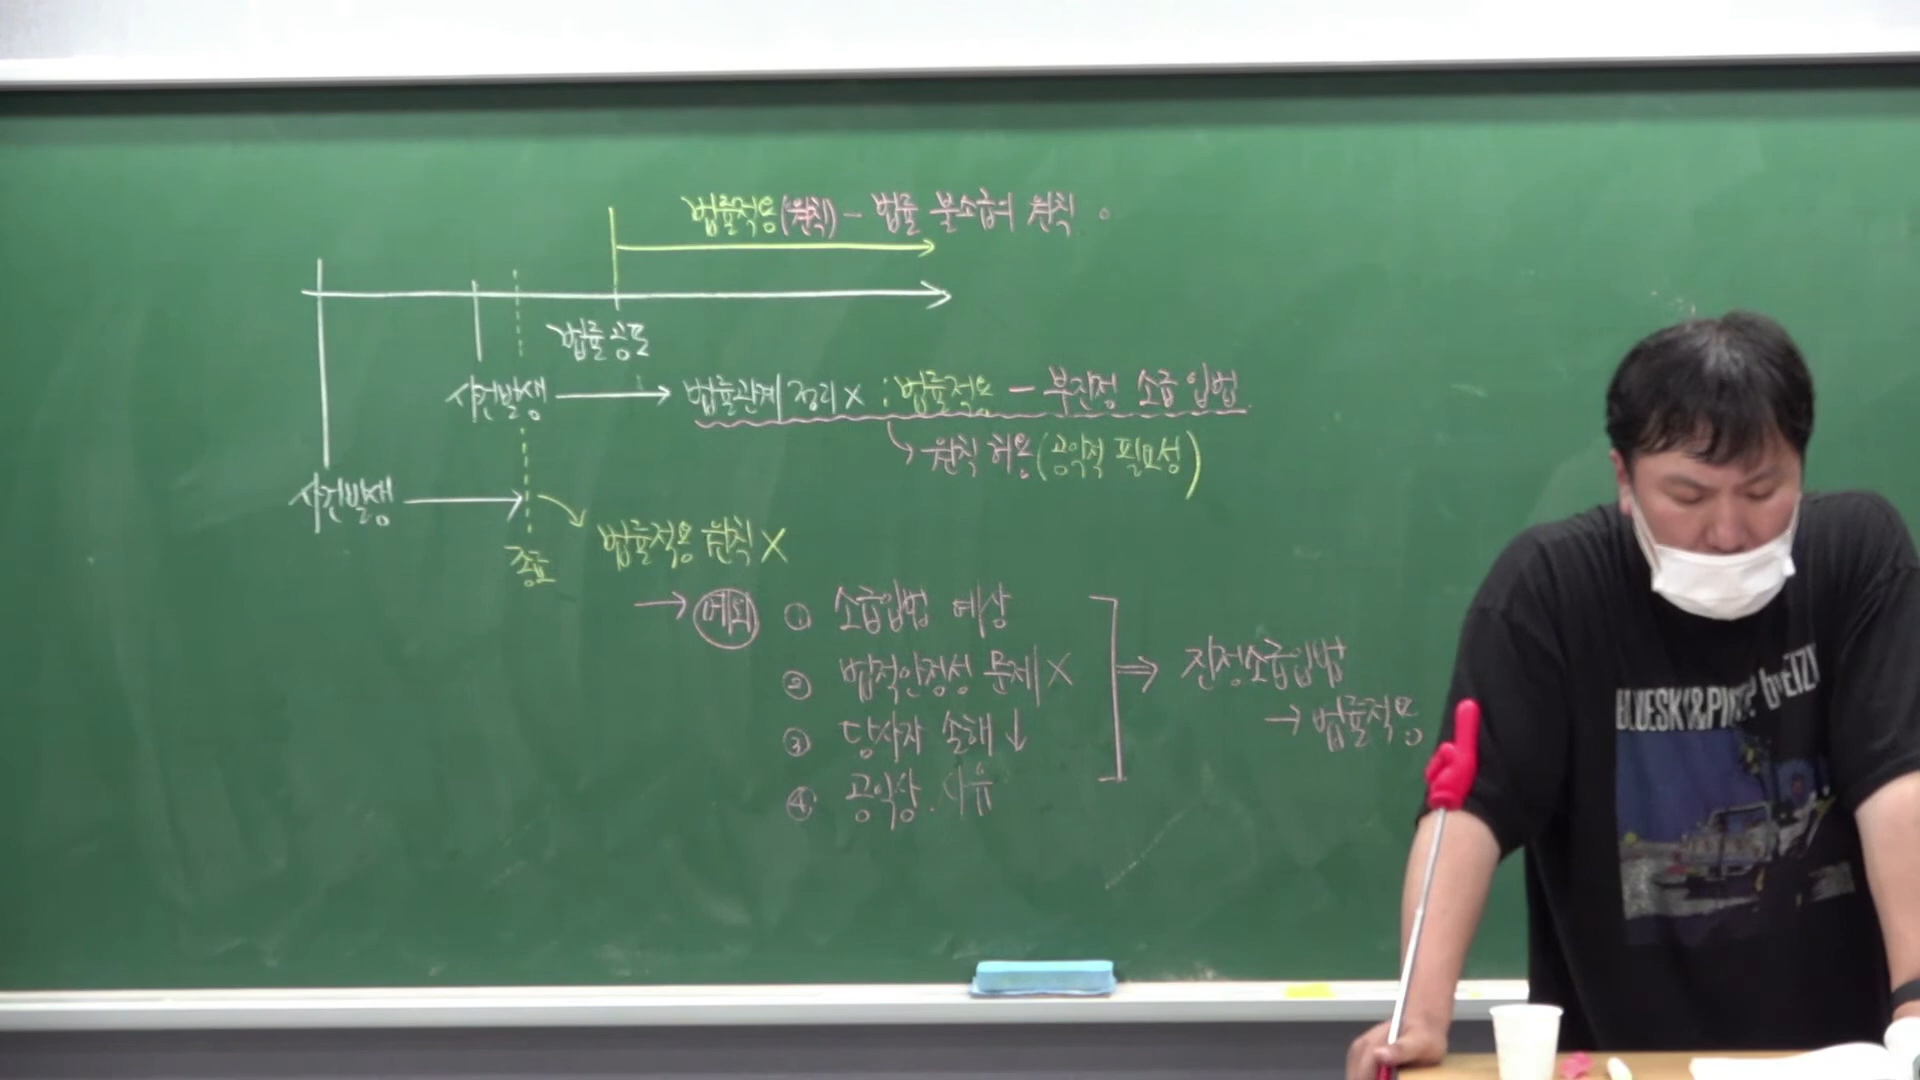 법률적용(원칙) - 법률 불소급의 원칙
법률공포
사건발생 → 법률관계 정리 X : 법률적용 - 부진정 소급입법
원칙 허용 (공익적 필요성)
사건발생 →
종료
법률적용 원칙 X
→ 예외 ① 소급입법 예상
② 법적안정성 문제 X
③ 당사자 손해 ↓
④ 공익상 사유
⇒ 진정소급입법
→ 법률적용